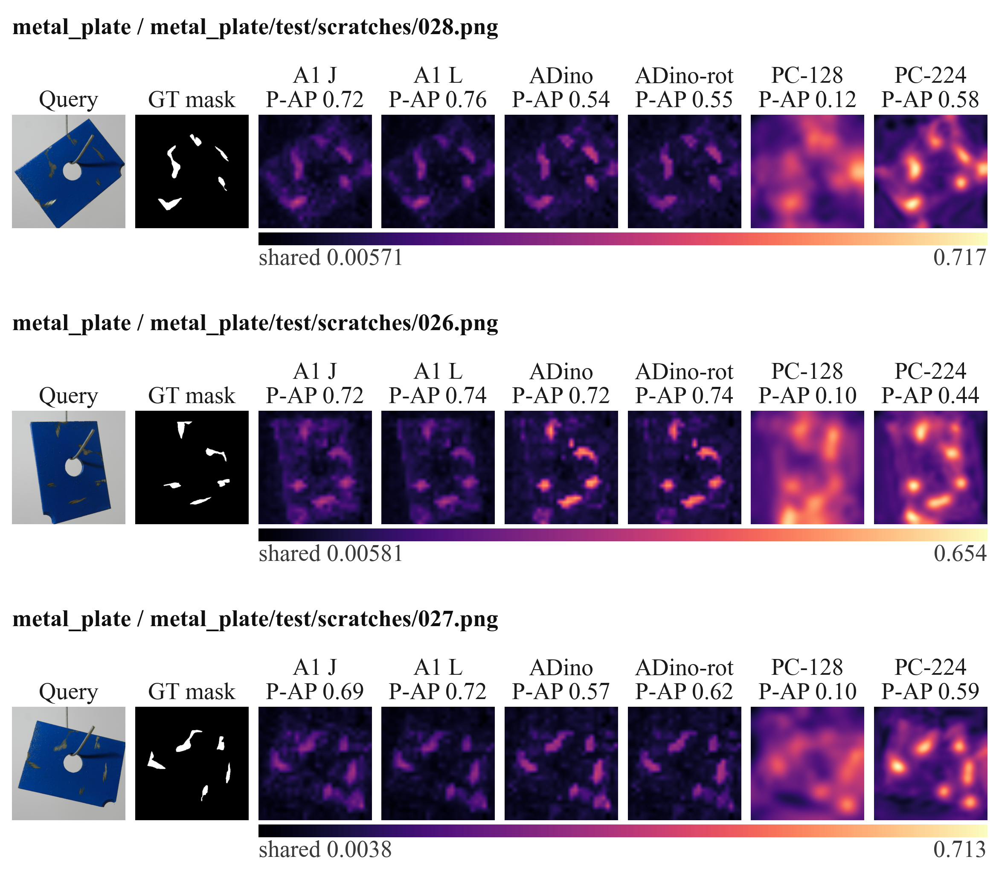 metal_plate / metal_plate/test/scratches/028.png
Query
GT mask
A1 J
P-AP 0.72
A1 L
P-AP 0.76
ADino
P-AP 0.54
ADino-rot
P-AP 0.55
PC-128
P-AP 0.12
PC-224
P-AP 0.58
shared 0.00571
0.717
metal_plate / metal_plate/test/scratches/026.png
Query
GT mask
A1 J
P-AP 0.72
A1 L
P-AP 0.74
ADino
P-AP 0.72
ADino-rot
P-AP 0.74
PC-128
P-AP 0.10
PC-224
P-AP 0.44
shared 0.00581
0.654
metal_plate / metal_plate/test/scratches/027.png
Query
GT mask
A1 J
P-AP 0.69
A1 L
P-AP 0.72
ADino
P-AP 0.57
ADino-rot
P-AP 0.62
PC-128
P-AP 0.10
PC-224
P-AP 0.59
shared 0.0038
0.713